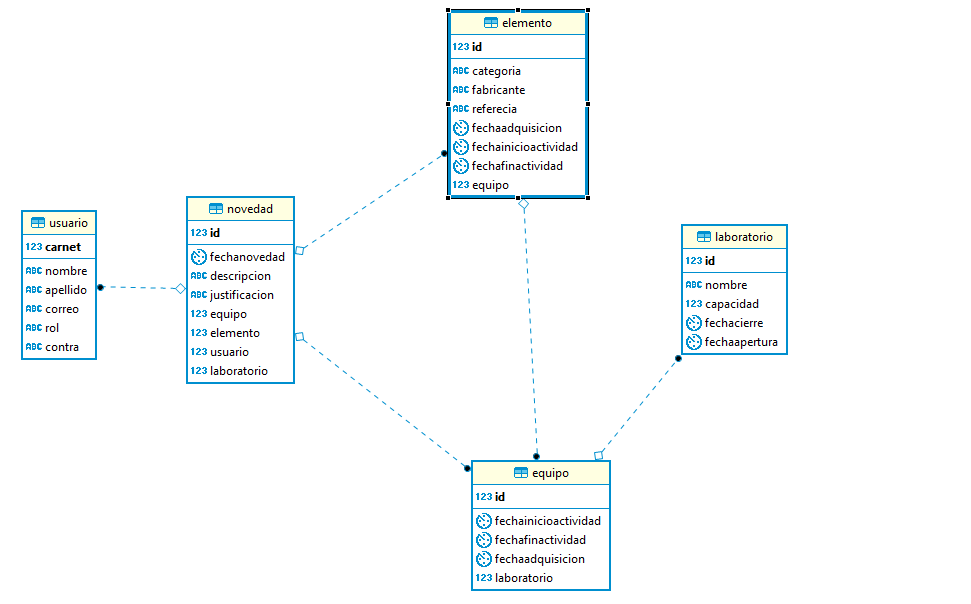 elemento
123 id
ABC categoria
ABC fabricante
ABC referecia
fechaadquisicion
fechainicioactividad
fechafinactividad
123 equipo
usuario
123 carnet
ABC nombre
ABC apellido
ABC correo
ABC rol
ABC contra
novedad
123 id
fechanovedad
ABC descripcion
ABC justificacion
123 equipo
123 elemento
123 usuario
123 laboratorio
laboratorio
123 id
ABC nombre
123 capacidad
fechacierre
fechaapertura
equipo
123 id
fechainicioactividad
fechafinactividad
fechaadquisicion
123 laboratorio